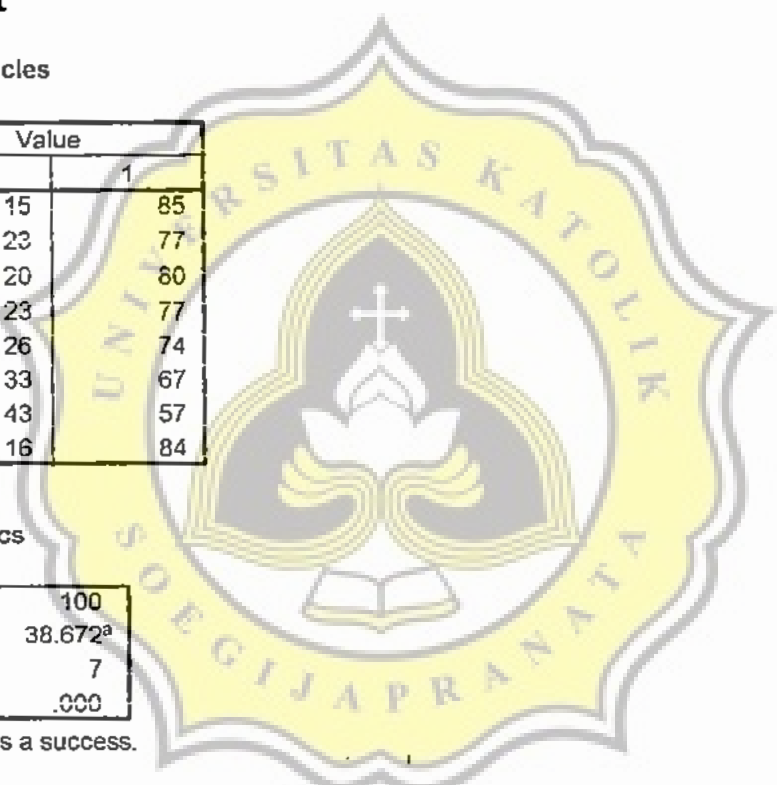 cles
Value
1
15 85
23 77
20 80
23 77
26 74
33 67
43 57
16 84
cs
100
38.672ª
7
.000
s a success.
UNIVERSITAS KATOLIK
SOEGIJAPRANATA